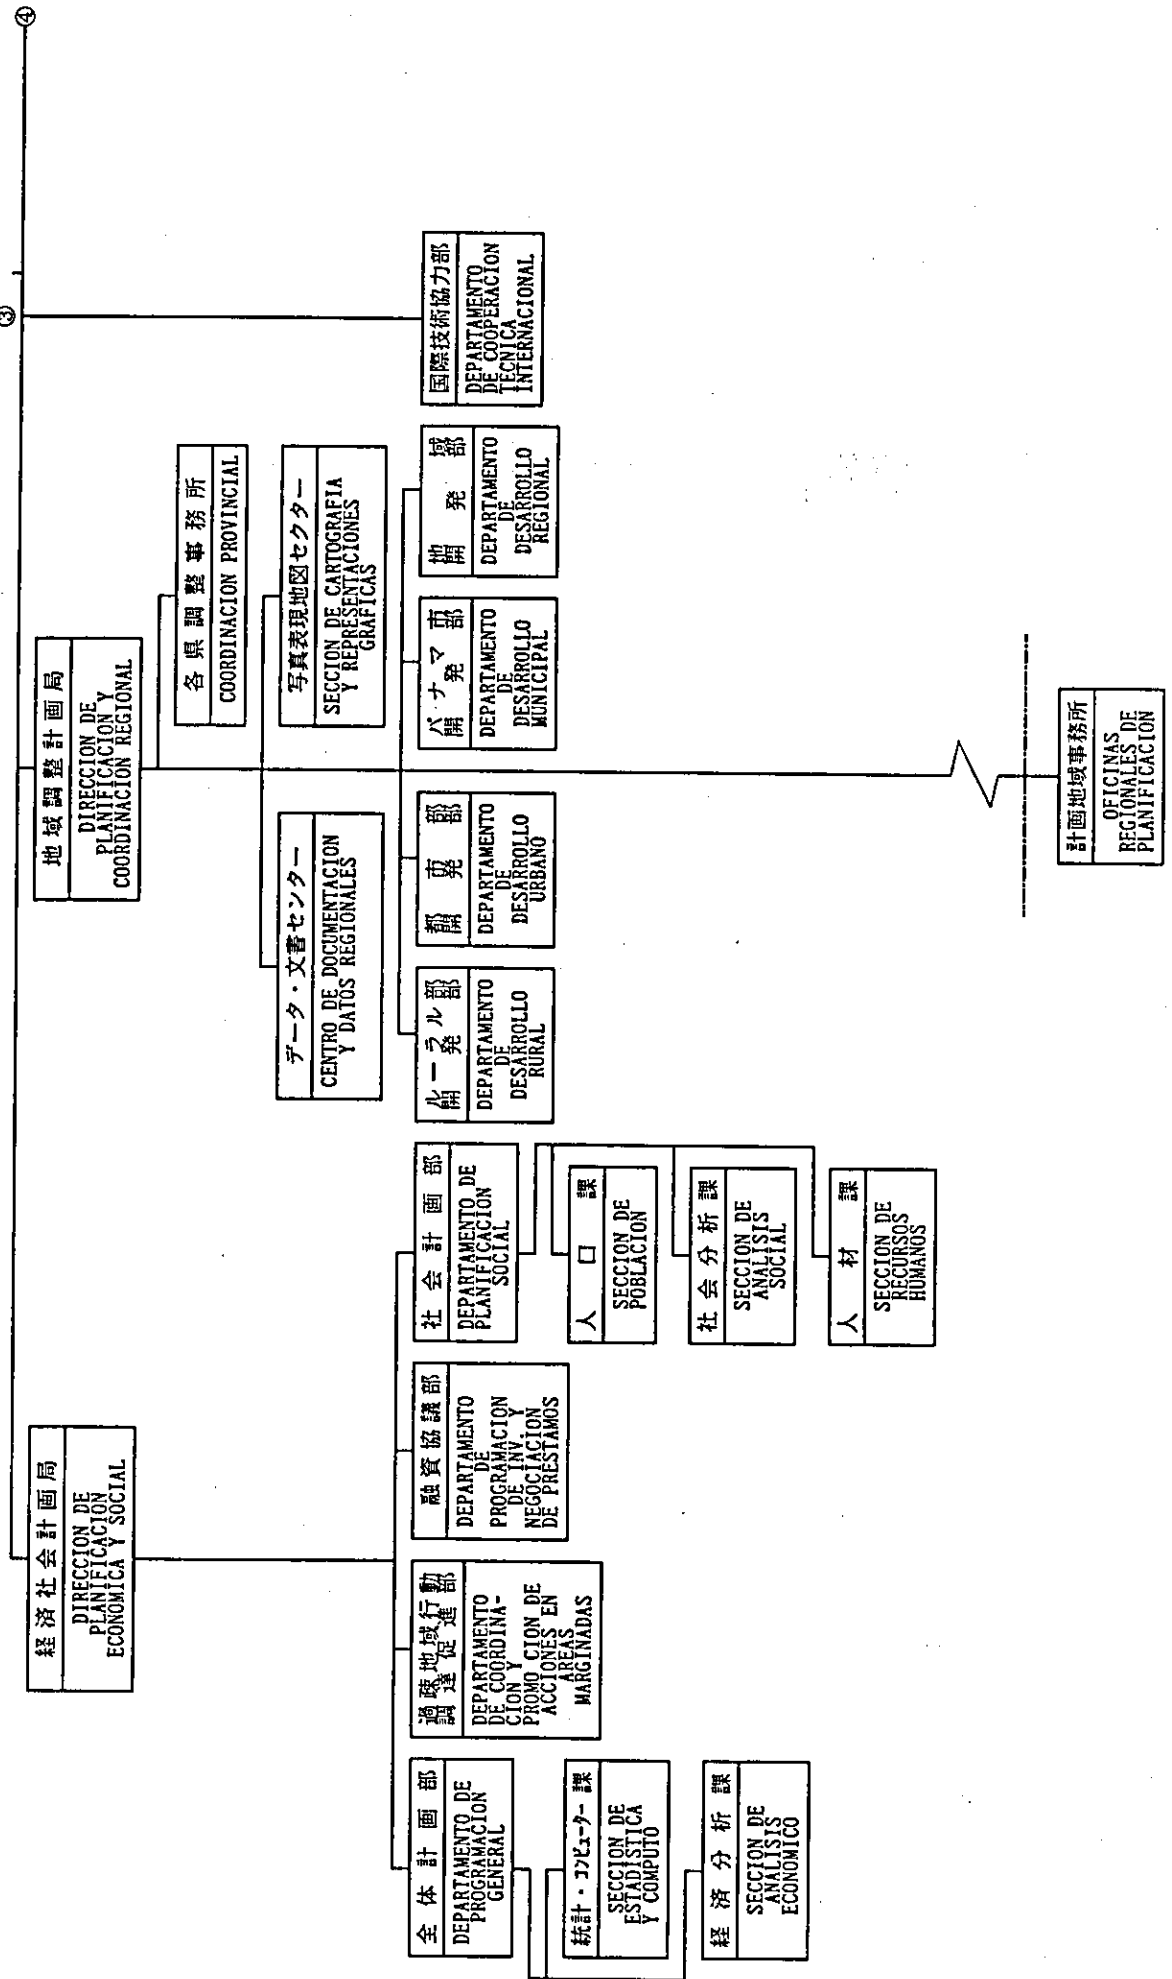 ③
④
経済社会計画局
DIRECCION DE
PLANIFICACION
ECONOMICA Y SOCIAL
地域調整計画局
DIRECCION DE
PLANIFICACION Y
COORDINACION REGIONAL
各県調整事務所
COORDINACION PROVINCIAL
データ・文書センター
CENTRO DE DOCUMENTACION
Y DATOS REGIONALES
写真表現地図セクター
SECCION DE CARTOGRAFIA
Y REPRESENTACIONES
GRAFICAS
全体計画部
DEPARTAMENTO DE
PROGRAMACION
GENERAL
過疎地域行動
調達促進部
DEPARTAMENTO
DE COORDINA-
CION Y
PROMO CION DE
ACCIONES EN
AREAS
MARGINADAS
融資協議部
DEPARTAMENTO
DE
PROGRAMACION
DE INV. Y
NEGOCIACION
DE PRESTAMOS
社会計画部
DEPARTAMENTO DE
PLANIFICACION
SOCIAL
ルーラル部
開発部
DEPARTAMENTO
DE
DESARROLLO
RURAL
都市部
開発部
DEPARTAMENTO
DE
DESARROLLO
URBANO
パナマ市
開発部
DEPARTAMENTO
DE
DESARROLLO
MUNICIPAL
地域
開発部
DEPARTAMENTO
DE
DESARROLLO
REGIONAL
国際技術協力部
DEPARTAMENTO
DE COOPERACION
TECNICA
INTERNACIONAL
統計・コンピューター課
SECCION DE
ESTADISTICA
Y COMPUTO
経済分析課
SECCION DE
ANALISIS
ECONOMICO
人口課
SECCION DE
POBLACION
社会分析課
SECCION DE
ANALISIS
SOCIAL
人材課
SECCION DE
RECURSOS
HUMANOS
計画地域事務所
OFICINAS
REGIONALES DE
PLANIFICACION